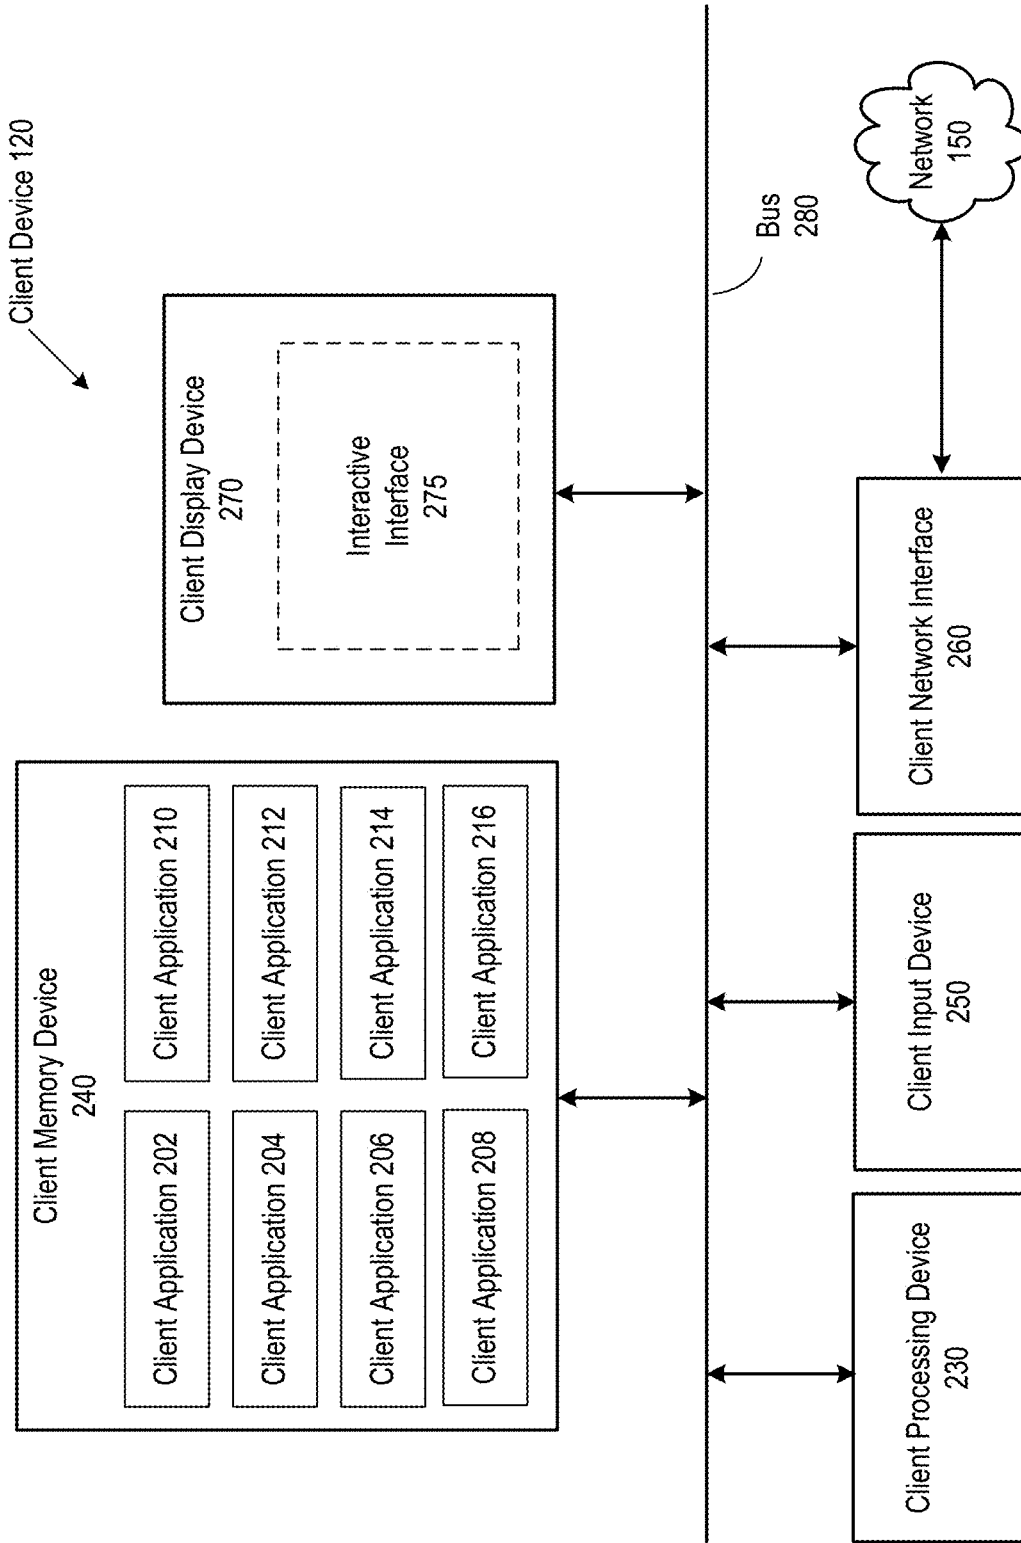 Client Device 120
Client Memory Device
240
Client Application 202
Client Application 210
Client Application 204
Client Application 212
Client Application 206
Client Application 214
Client Application 208
Client Application 216
Client Display Device
270
Interactive
Interface
275
Bus
280
Client Processing Device
230
Client Input Device
250
Client Network Interface
260
Network
150